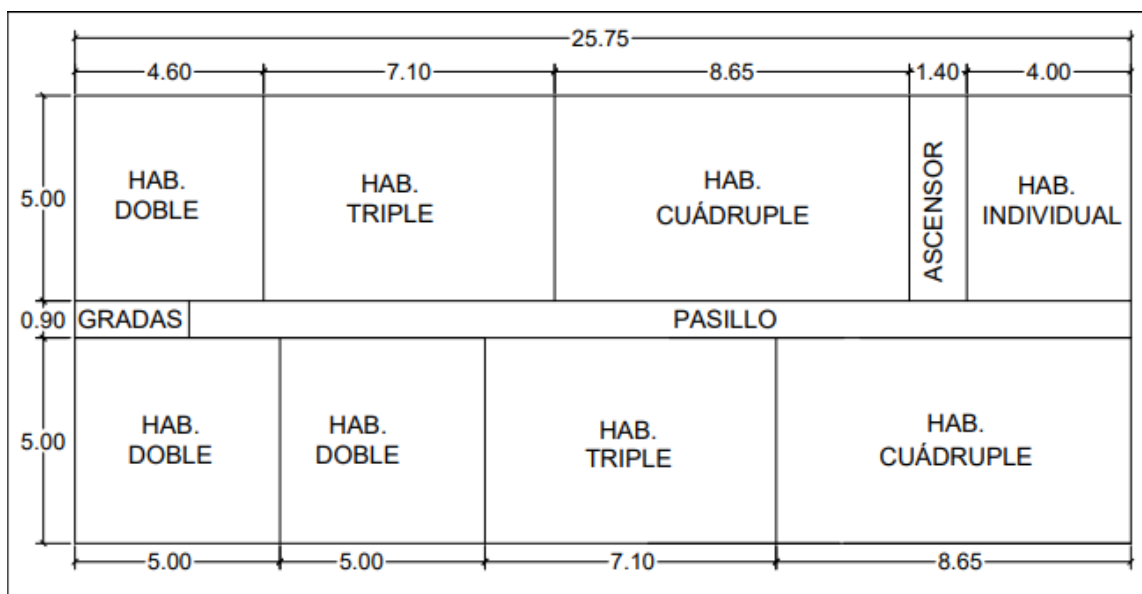 25.75
4.60 7.10 8.65 1.40 4.00
5.00
HAB.
DOBLE
HAB.
TRIPLE
HAB.
CUÁDRUPLE
ASCENSOR
HAB.
INDIVIDUAL
0.90 GRADAS PASILLO
5.00
HAB.
DOBLE
HAB.
DOBLE
HAB.
TRIPLE
HAB.
CUÁDRUPLE
5.00 5.00 7.10 8.65